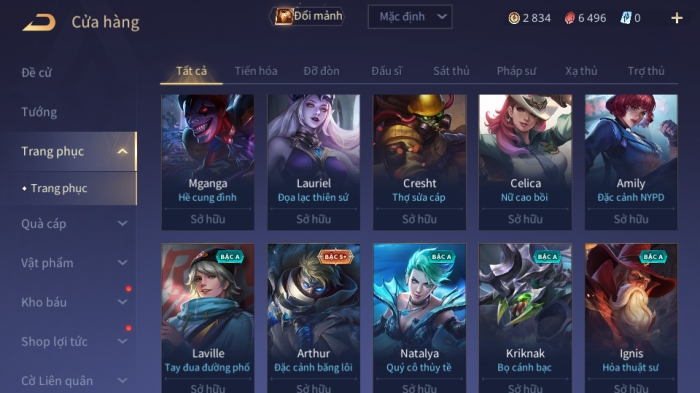 Cửa hàng
Đổi mảnh
Mặc định
2 834
6 496
0
Đề cử
Tướng
Trang phục
Trang phục
Quà cáp
Vật phẩm
Kho báu
Shop lợi tức
Cờ Liên quân
Tất cả
Tiến hóa
Đỡ đòn
Đấu sĩ
Sát thủ
Pháp sư
Xạ thủ
Trợ thủ
Mganga
Hề cung đình
Sở hữu
Lauriel
Đọa lạc thiên sứ
Sở hữu
Cresht
Thợ sửa cáp
Sở hữu
Celica
Nữ cao bồi
Sở hữu
Amily
Đặc cảnh NYPD
Sở hữu
BẬC A
Laville
Tay đua đường phố
Sở hữu
BẬC S+
Arthur
Đặc cảnh băng lôi
Sở hữu
BẬC A
Natalya
Quý cô thủy tề
Sở hữu
BẬC A
Kriknak
Bọ cánh bạc
Sở hữu
BẬC A
Ignis
Hỏa thuật sư
Sở hữu